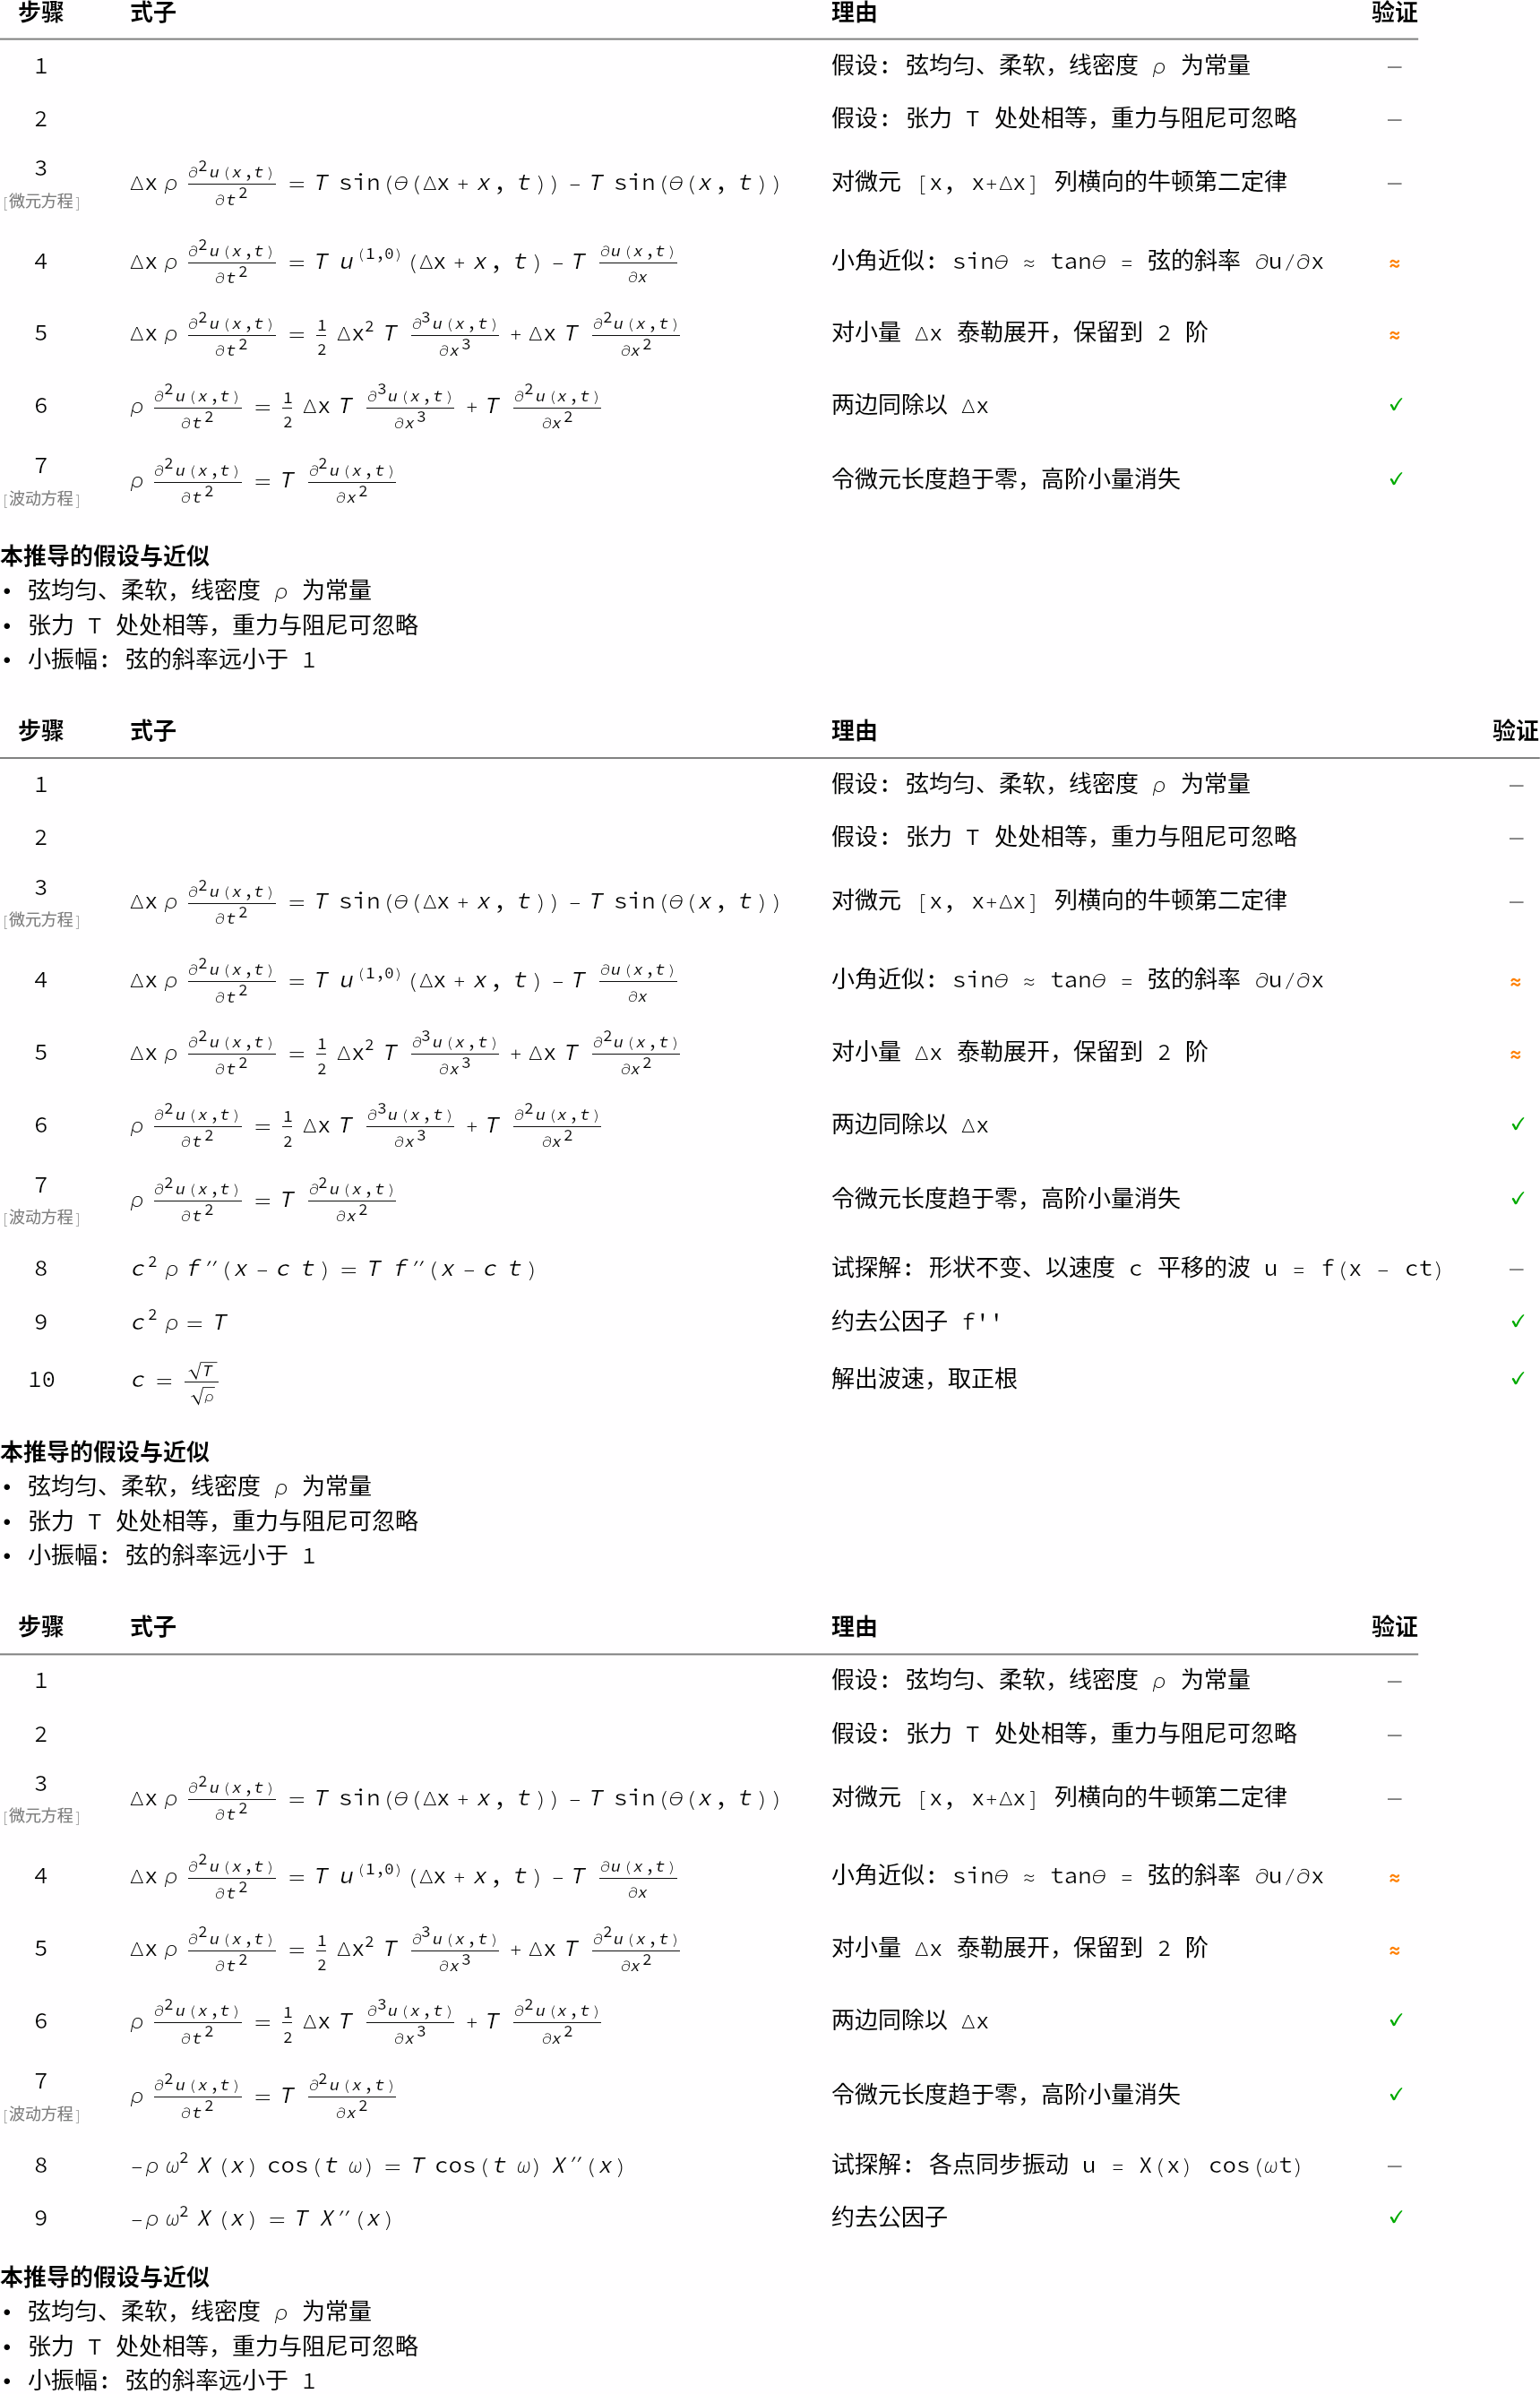 步骤 式子 理由 验证
1 假设: 弦均匀、柔软，线密度 ρ 为常量 —
2 假设: 张力 T 处处相等，重力与阻尼可忽略 —
3 [微元方程] Δx ρ ∂²u(x,t)/∂t² = T sin(θ(Δx + x, t)) − T sin(θ(x, t)) 对微元 [x, x+Δx] 列横向的牛顿第二定律 —
4 Δx ρ ∂²u(x,t)/∂t² = T u⁽¹,⁰⁾(Δx + x, t) − T ∂u(x,t)/∂x 小角近似: sinθ ≈ tanθ = 弦的斜率 ∂u/∂x ≈
5 Δx ρ ∂²u(x,t)/∂t² = 1/2 Δx² T ∂³u(x,t)/∂x³ + Δx T ∂²u(x,t)/∂x² 对小量 Δx 泰勒展开，保留到 2 阶 ≈
6 ρ ∂²u(x,t)/∂t² = 1/2 Δx T ∂³u(x,t)/∂x³ + T ∂²u(x,t)/∂x² 两边同除以 Δx ✓
7 [波动方程] ρ ∂²u(x,t)/∂t² = T ∂²u(x,t)/∂x² 令微元长度趋于零，高阶小量消失 ✓
本推导的假设与近似
• 弦均匀、柔软，线密度 ρ 为常量
• 张力 T 处处相等，重力与阻尼可忽略
• 小振幅: 弦的斜率远小于 1
步骤 式子 理由 验证
1 假设: 弦均匀、柔软，线密度 ρ 为常量 —
2 假设: 张力 T 处处相等，重力与阻尼可忽略 —
3 [微元方程] Δx ρ ∂²u(x,t)/∂t² = T sin(θ(Δx + x, t)) − T sin(θ(x, t)) 对微元 [x, x+Δx] 列横向的牛顿第二定律 —
4 Δx ρ ∂²u(x,t)/∂t² = T u⁽¹,⁰⁾(Δx + x, t) − T ∂u(x,t)/∂x 小角近似: sinθ ≈ tanθ = 弦的斜率 ∂u/∂x ≈
5 Δx ρ ∂²u(x,t)/∂t² = 1/2 Δx² T ∂³u(x,t)/∂x³ + Δx T ∂²u(x,t)/∂x² 对小量 Δx 泰勒展开，保留到 2 阶 ≈
6 ρ ∂²u(x,t)/∂t² = 1/2 Δx T ∂³u(x,t)/∂x³ + T ∂²u(x,t)/∂x² 两边同除以 Δx ✓
7 [波动方程] ρ ∂²u(x,t)/∂t² = T ∂²u(x,t)/∂x² 令微元长度趋于零，高阶小量消失 ✓
8 c² ρ f″(x − c t) = T f″(x − c t) 试探解: 形状不变、以速度 c 平移的波 u = f(x − ct) —
9 c² ρ = T 约去公因子 f'' ✓
10 c = √T/√ρ 解出波速，取正根 ✓
本推导的假设与近似
• 弦均匀、柔软，线密度 ρ 为常量
• 张力 T 处处相等，重力与阻尼可忽略
• 小振幅: 弦的斜率远小于 1
步骤 式子 理由 验证
1 假设: 弦均匀、柔软，线密度 ρ 为常量 —
2 假设: 张力 T 处处相等，重力与阻尼可忽略 —
3 [微元方程] Δx ρ ∂²u(x,t)/∂t² = T sin(θ(Δx + x, t)) − T sin(θ(x, t)) 对微元 [x, x+Δx] 列横向的牛顿第二定律 —
4 Δx ρ ∂²u(x,t)/∂t² = T u⁽¹,⁰⁾(Δx + x, t) − T ∂u(x,t)/∂x 小角近似: sinθ ≈ tanθ = 弦的斜率 ∂u/∂x ≈
5 Δx ρ ∂²u(x,t)/∂t² = 1/2 Δx² T ∂³u(x,t)/∂x³ + Δx T ∂²u(x,t)/∂x² 对小量 Δx 泰勒展开，保留到 2 阶 ≈
6 ρ ∂²u(x,t)/∂t² = 1/2 Δx T ∂³u(x,t)/∂x³ + T ∂²u(x,t)/∂x² 两边同除以 Δx ✓
7 [波动方程] ρ ∂²u(x,t)/∂t² = T ∂²u(x,t)/∂x² 令微元长度趋于零，高阶小量消失 ✓
8 −ρ ω² X(x) cos(t ω) = T cos(t ω) X″(x) 试探解: 各点同步振动 u = X(x) cos(ωt) —
9 −ρ ω² X(x) = T X″(x) 约去公因子 ✓
本推导的假设与近似
• 弦均匀、柔软，线密度 ρ 为常量
• 张力 T 处处相等，重力与阻尼可忽略
• 小振幅: 弦的斜率远小于 1